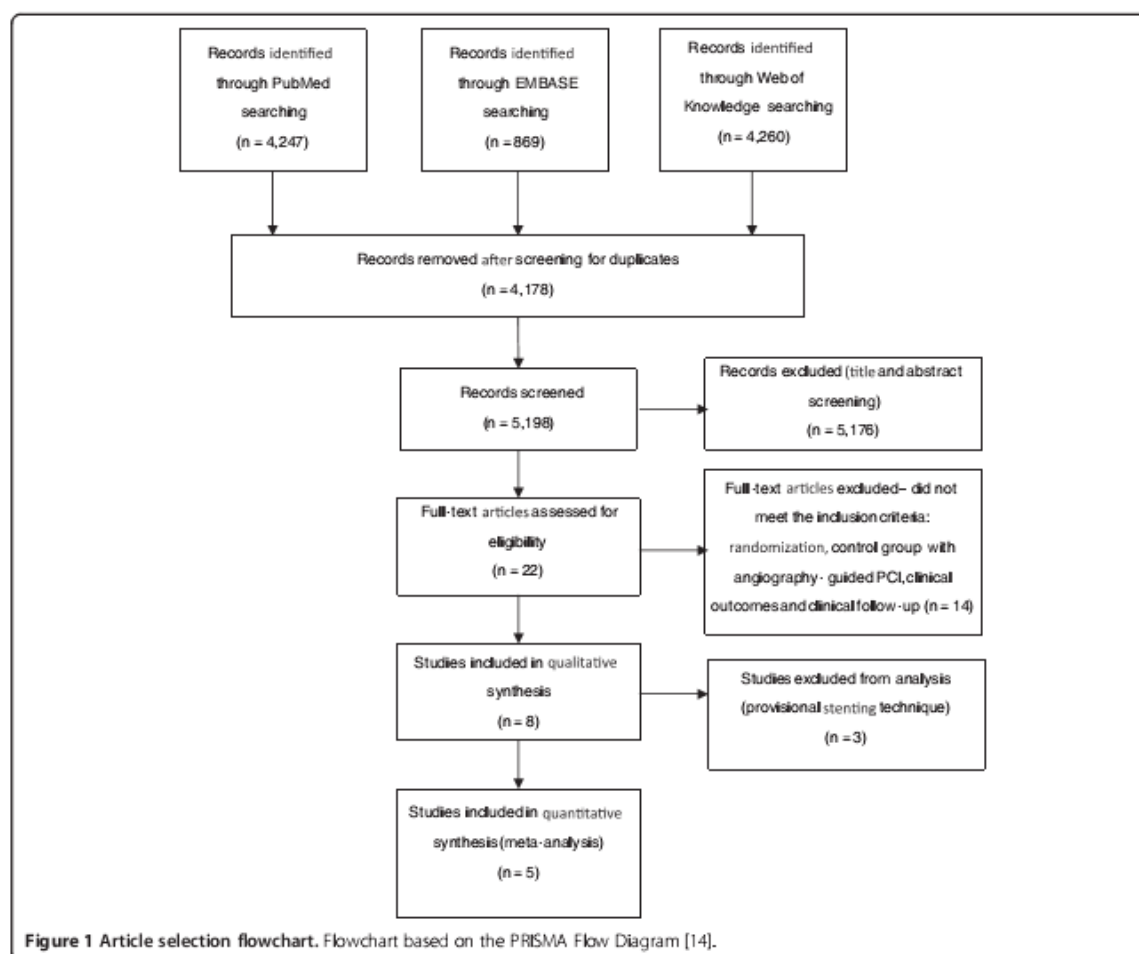 Records identified
through PubMed
searching
(n = 4,247)
Records identified
through EMBASE
searching
(n = 869)
Records identified
through Web of
Knowledge searching
(n = 4,260)
Records removed after screening for duplicates
(n = 4,178)
Records screened
(n = 5,198)
Records excluded (title and abstract
screening)
(n = 5,176)
Full-text articles assessed for
eligibility
(n = 22)
Full-text articles excluded– did not
meet the inclusion criteria:
randomization, control group with
angiography- guided PCI, clinical
outcomes and clinical follow-up (n = 14)
Studies included in qualitative
synthesis
(n = 8)
Studies excluded from analysis
(provisional stenting technique)
(n = 3)
Studies included in quantitative
synthesis (meta-analysis)
(n = 5)
Figure 1 Article selection flowchart. Flowchart based on the PRISMA Flow Diagram [14].